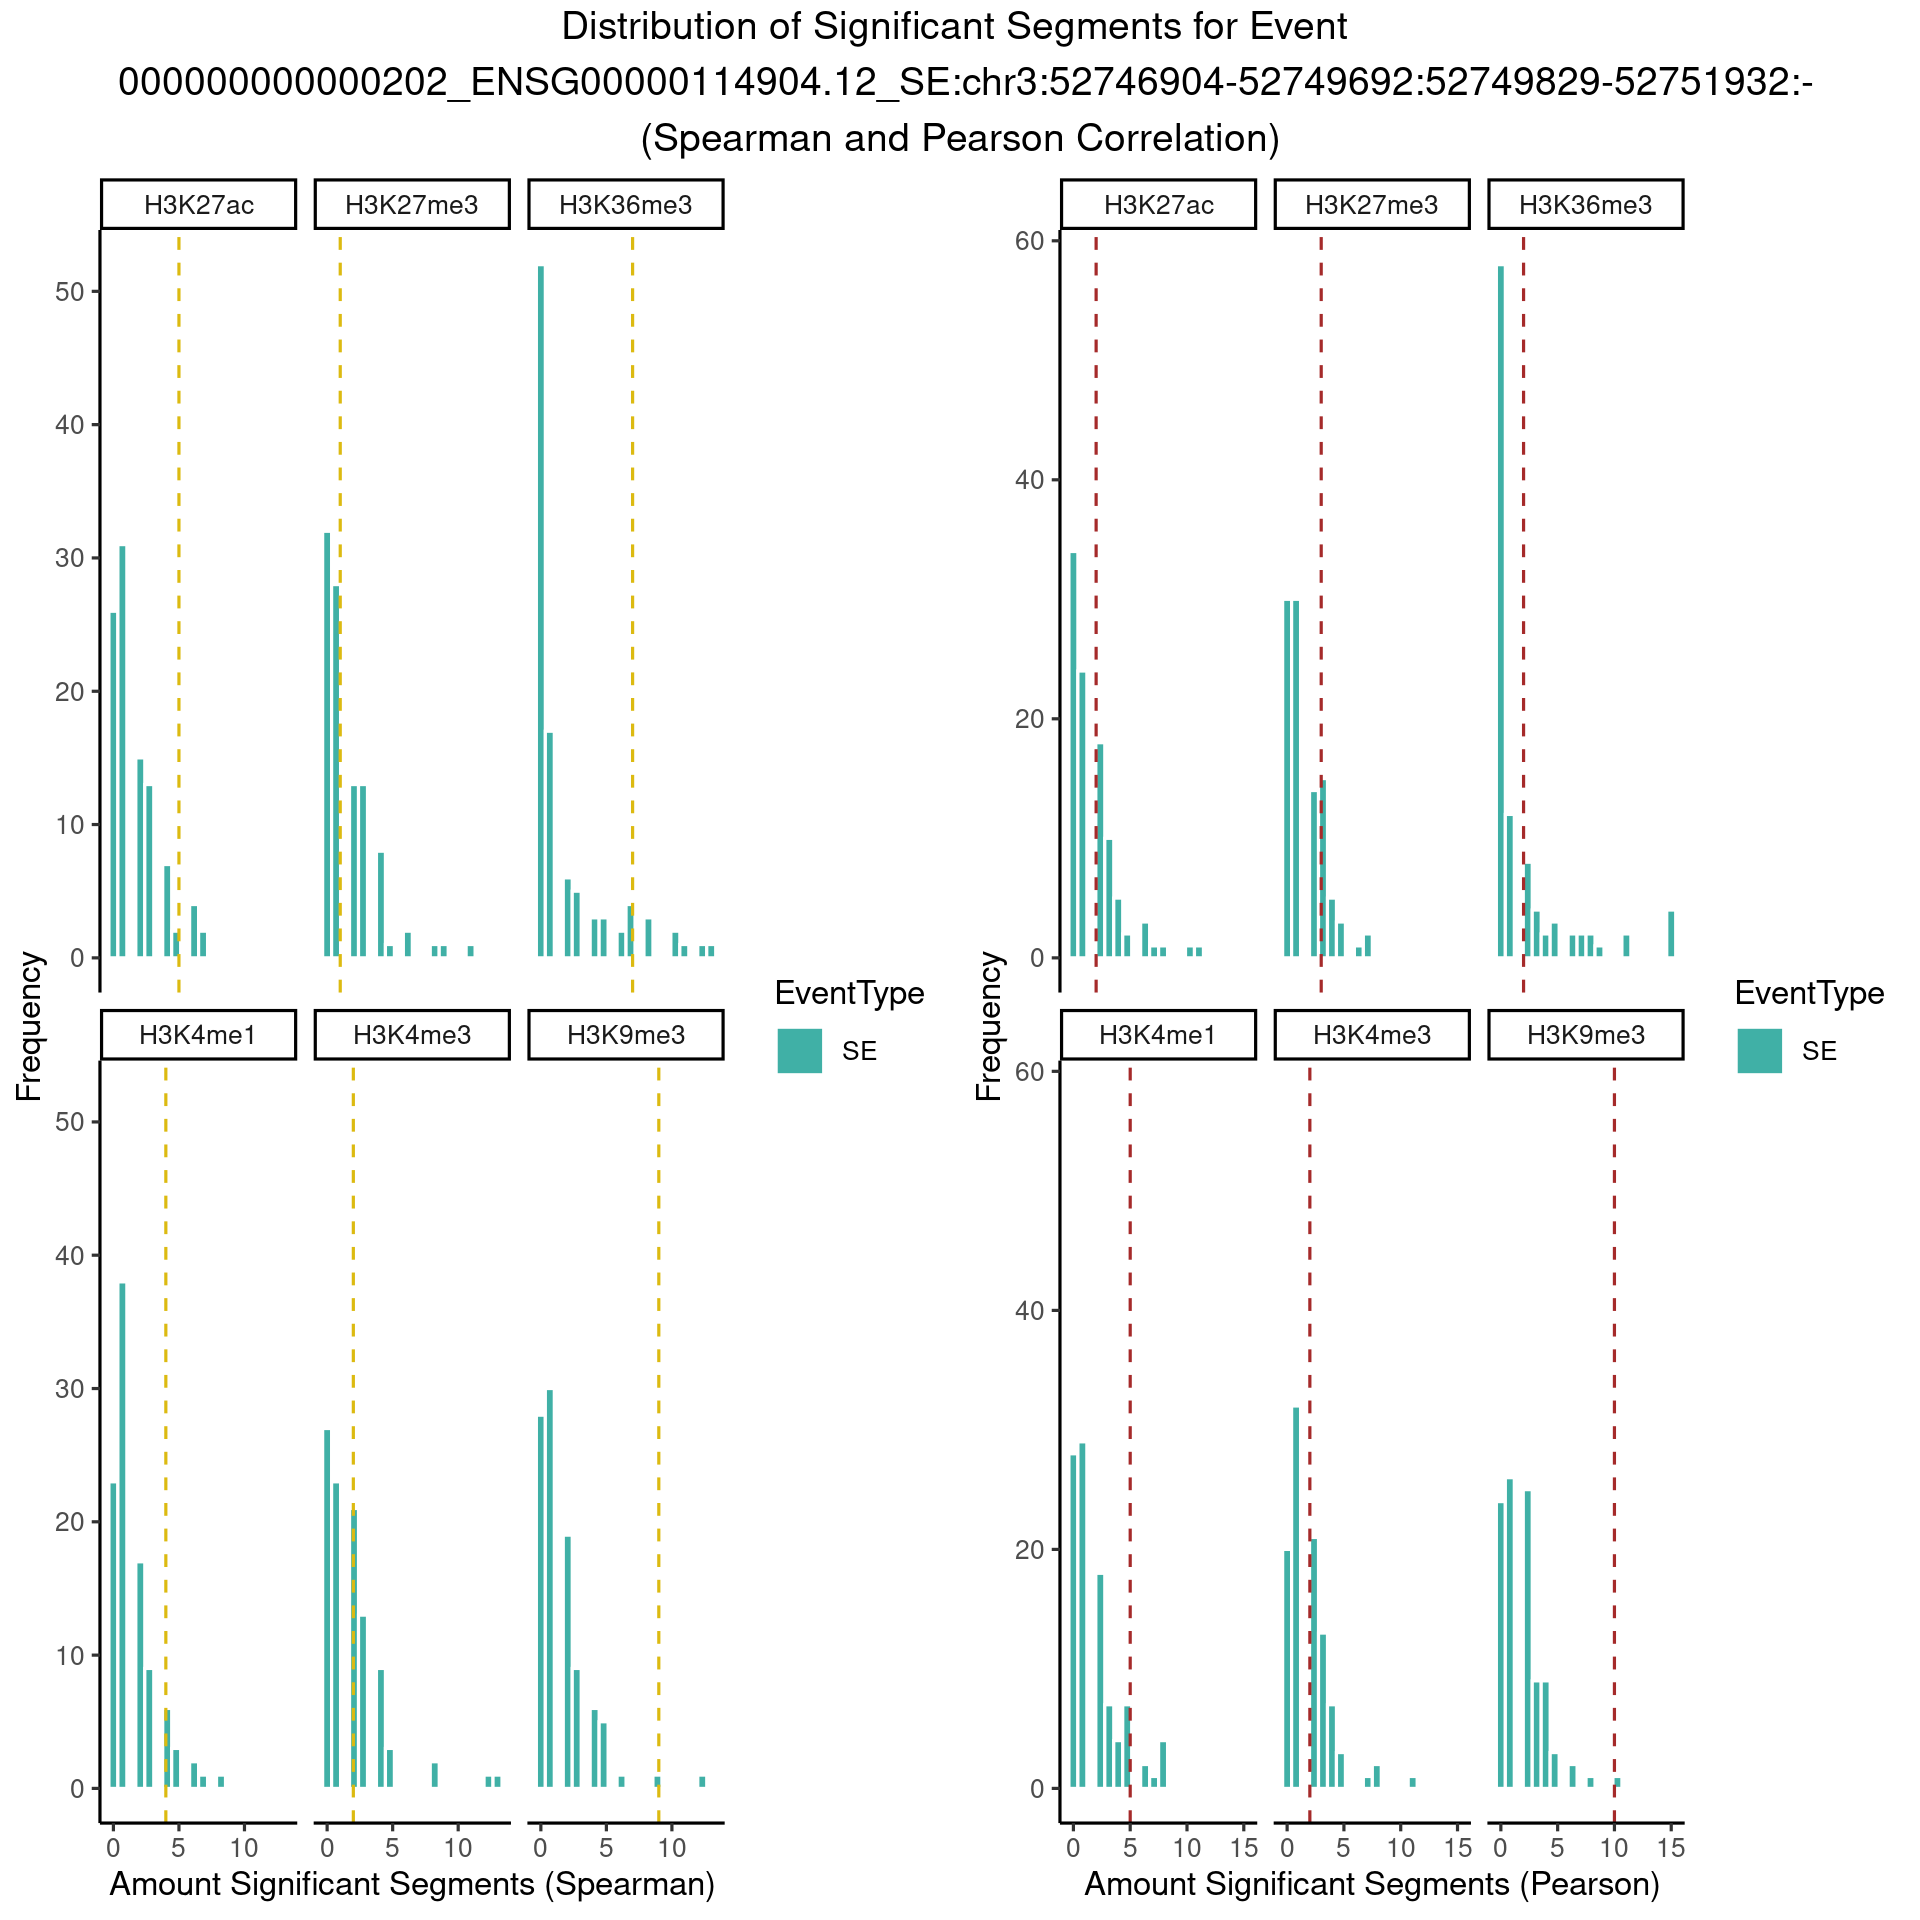 Distribution of Significant Segments for Event
000000000000202_ENSG00000114904.12_SE:chr3:52746904-52749692:52749829-52751932:-
(Spearman and Pearson Correlation)
H3K27ac H3K27me3 H3K36me3
50
40
30
20
10
0
H3K4me1 H3K4me3 H3K9me3
50
40
30
20
10
0
0 5 10 0 5 10 0 5 10
Frequency
Amount Significant Segments (Spearman)
EventType
SE
H3K27ac H3K27me3 H3K36me3
60
40
20
0
H3K4me1 H3K4me3 H3K9me3
60
40
20
0
0 5 10 15 0 5 10 15 0 5 10 15
Frequency
Amount Significant Segments (Pearson)
EventType
SE